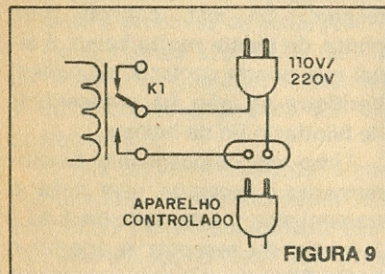 K1
110V/
220V
APARELHO
CONTROLADO
FIGURA 9